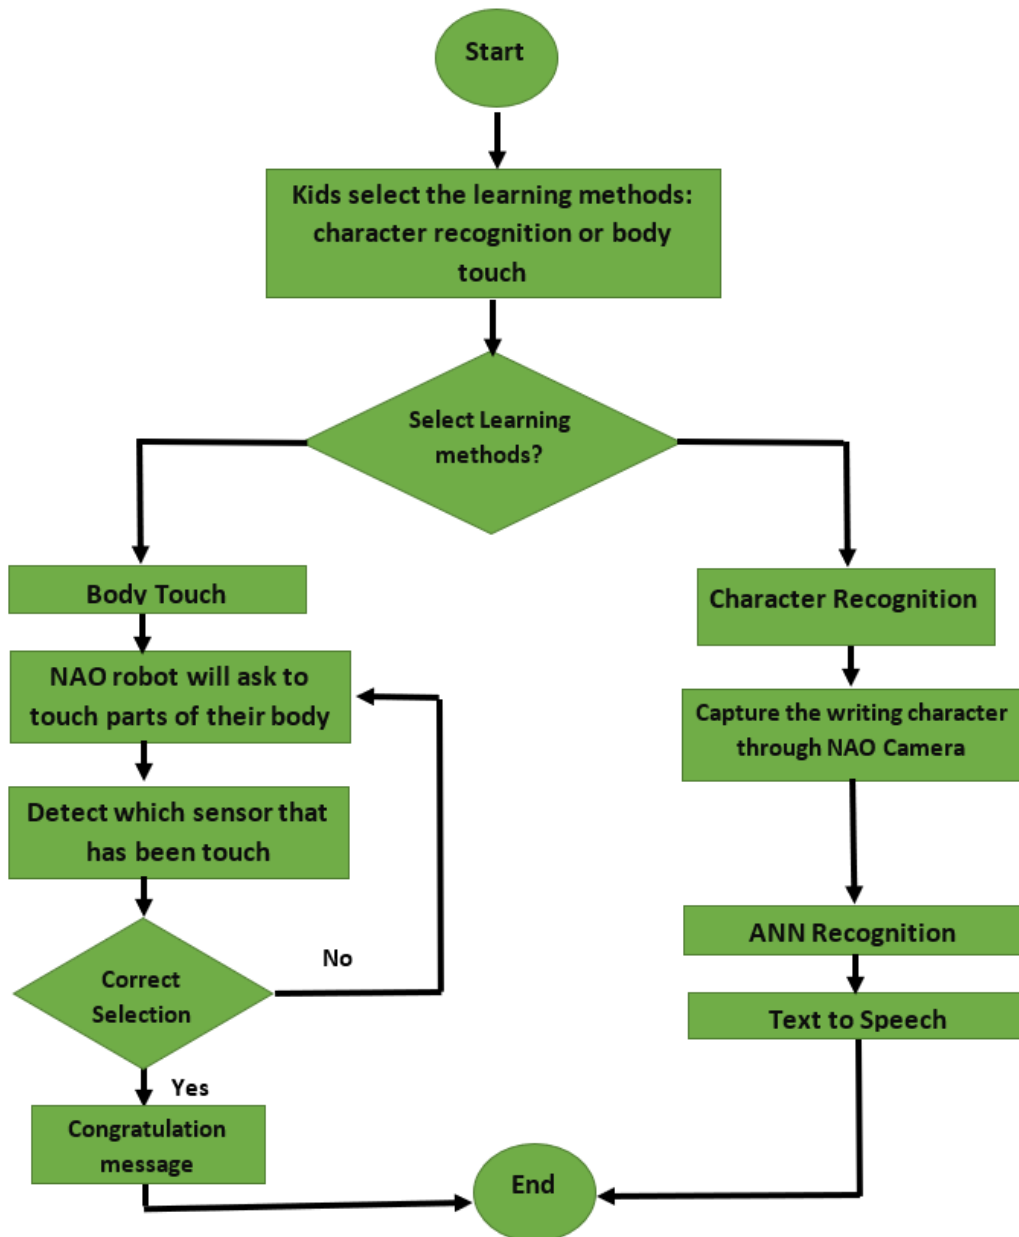 Start
Kids select the learning methods:
character recognition or body
touch
Select Learning
methods?
Body Touch
NAO robot will ask to
touch parts of their body
Detect which sensor that
has been touch
Correct
Selection
No
Yes
Congratulation
message
Character Recognition
Capture the writing character
through NAO Camera
ANN Recognition
Text to Speech
End